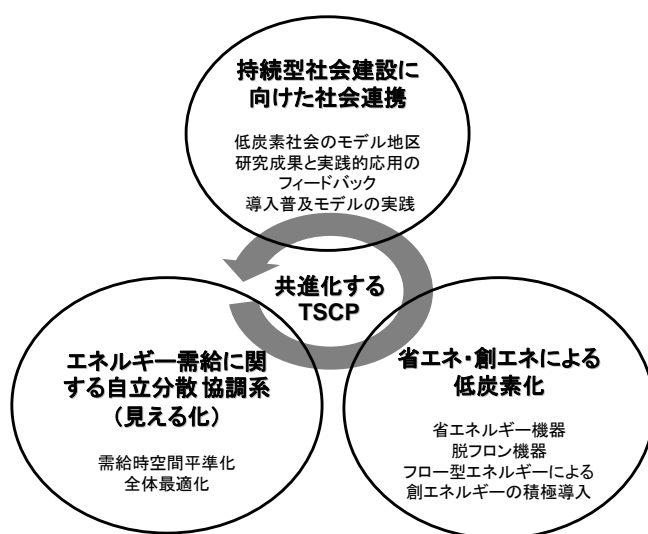 持続型社会建設に
向けた社会連携
低炭素社会のモデル地区
研究成果と実践的応用の
フィードバック
導入普及モデルの実践
共進化する
TSCP
エネルギー需給に関
する自立分散 協調系
（見える化）
需給時空間平準化
全体最適化
省エネ・創エネによる
低炭素化
省エネルギー機器
脱フロン機器
フロー型エネルギーによる
創エネルギーの積極導入